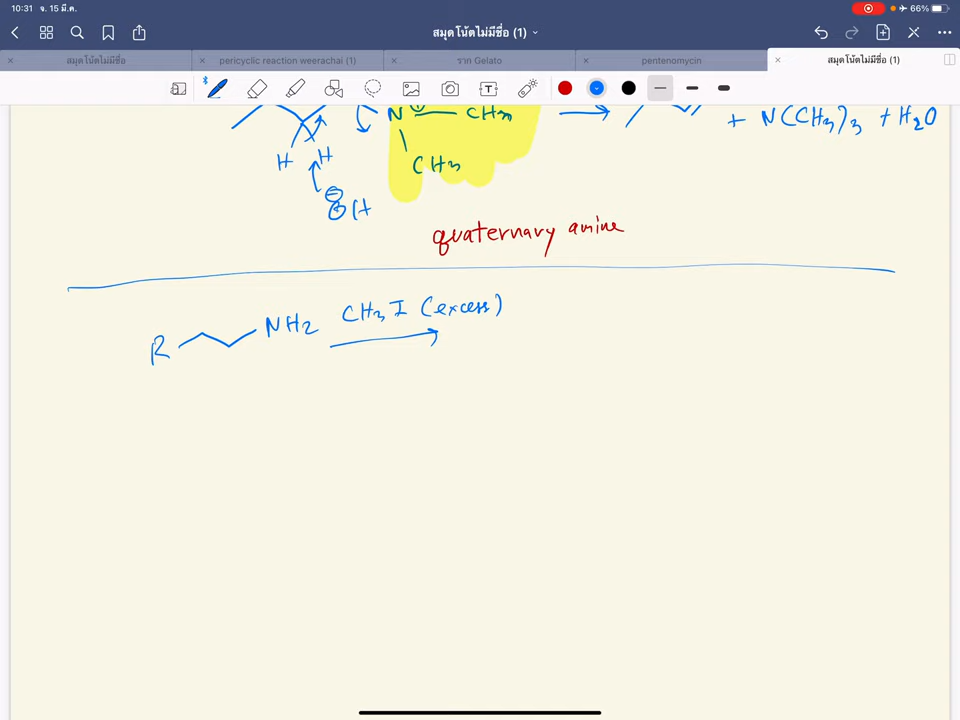 10:31 จ. 15 มี.ค. 66%
สมุดโน้ตไม่มีชื่อ (1)
สมุดโน้ตไม่มีชื่อ pericyclic reaction weerachai (1) ราก Gelato pentenomycin สมุดโน้ตไม่มีชื่อ (1)
N ⊕ CH3 + N(CH3)3 + H2O
H H CH3
⊖
OH
quaternary amine
R NH2 CH3I (excess)